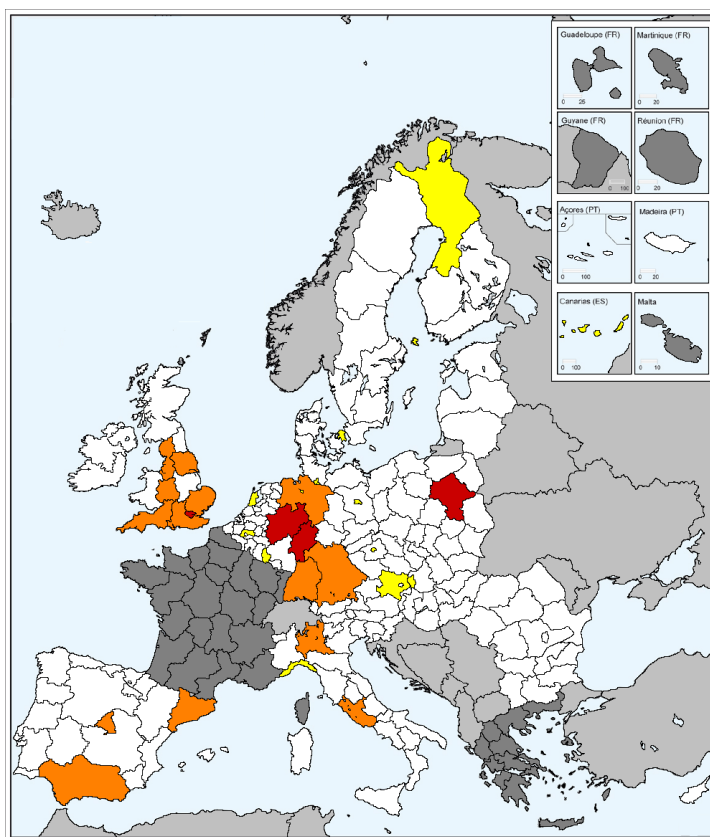 Guadeloupe (FR)
0 25
Martinique (FR)
0 20
Guyane (FR)
0 100
Réunion (FR)
0 20
Açores (PT)
0 100
Madeira (PT)
0 20
Canarias (ES)
0 100
Malta
0 10